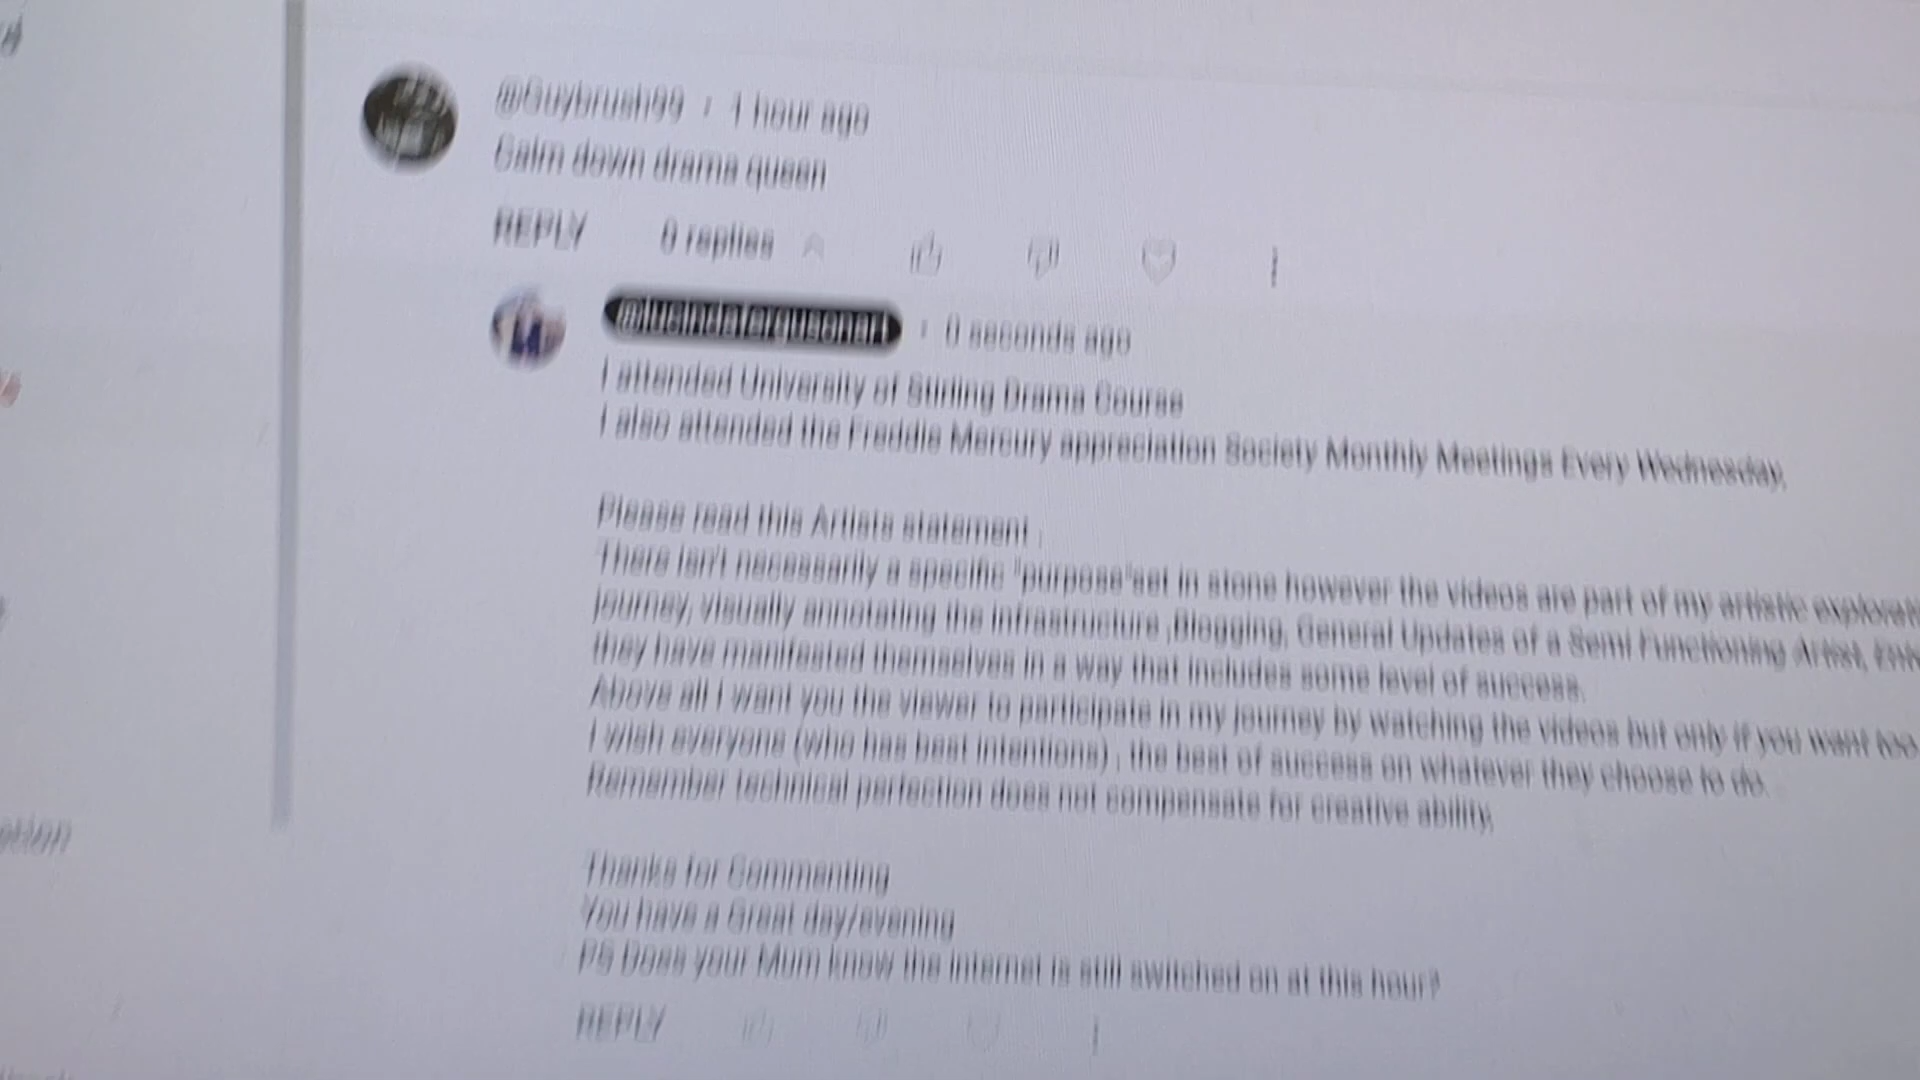 @Guybrush99 · 1 hour ago
Calm down drama queen
REPLY 0 replies
@lucindafergusonart · 0 seconds ago
I attended University of Stirling Drama Course
I also attended the Freddie Mercury appreciation Society Monthly Meetings Every Wednesday,
Please read this Artists statement :
There isn't necessarily a specific "purpose"set in stone however the videos are part of my artistic
journey, visually annotating the infrastructure ,Blogging, General Updates of a Semi Functioning Artist,
they have manifested themselves in a way that includes some level of success.
Above all I want you the viewer to participate in my journey by watching the videos but only if you want too
I wish everyone (who has best intentions) , the best of success on whatever they choose to do.
Remember technical perfection does not compensate for creative ability,
Thanks for Commenting
You have a Great day/evening
PS Does your Mum know the internet is still switched on at this hour?
REPLY